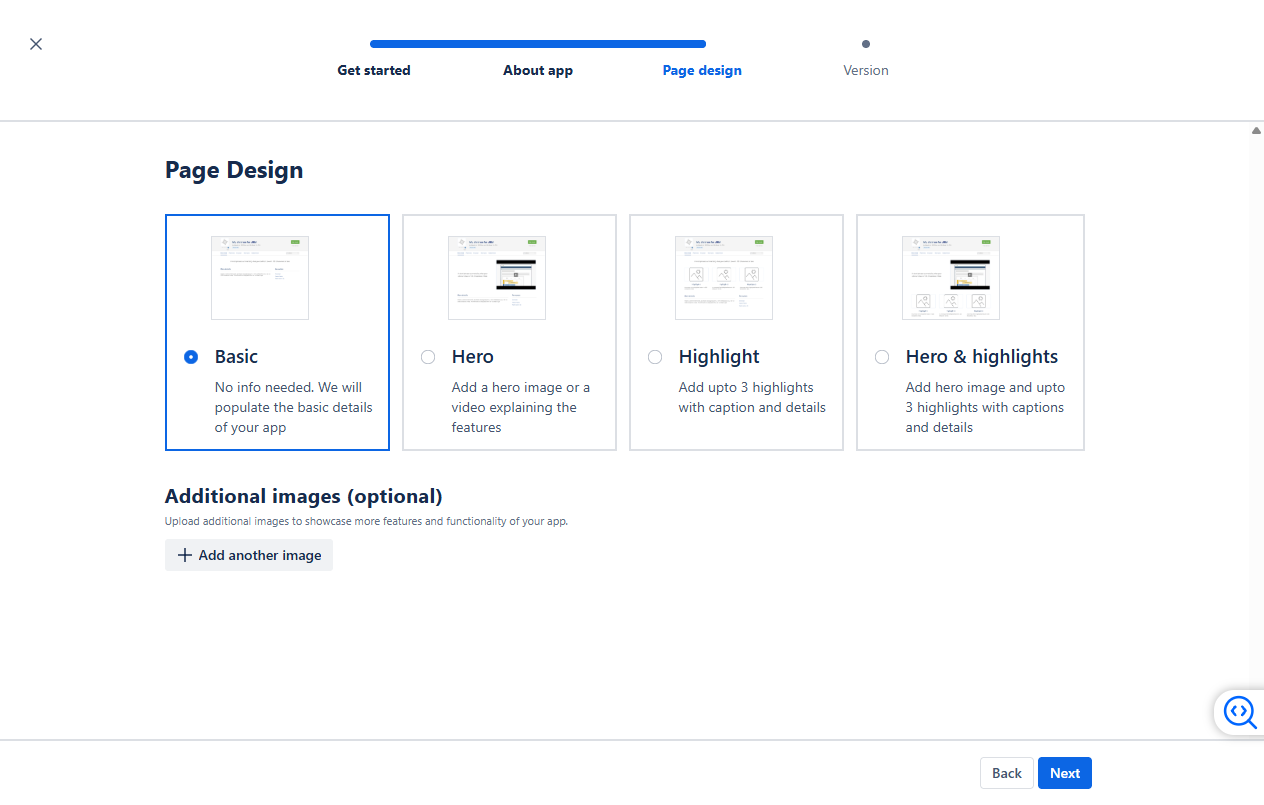 Get started
About app
Page design
Version
Page Design
Basic
No info needed. We will
populate the basic details
of your app
Hero
Add a hero image or a
video explaining the
features
Highlight
Add upto 3 highlights
with caption and details
Hero & highlights
Add hero image and upto
3 highlights with captions
and details
Additional images (optional)
Upload additional images to showcase more features and functionality of your app.
Add another image
Back
Next